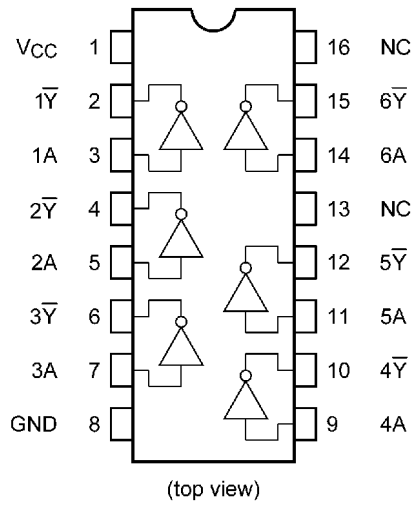 VCC 1 16 NC
1Y̅ 2 15 6Y̅
1A 3 14 6A
2Y̅ 4 13 NC
2A 5 12 5Y̅
3Y̅ 6 11 5A
3A 7 10 4Y̅
GND 8 9 4A
(top view)